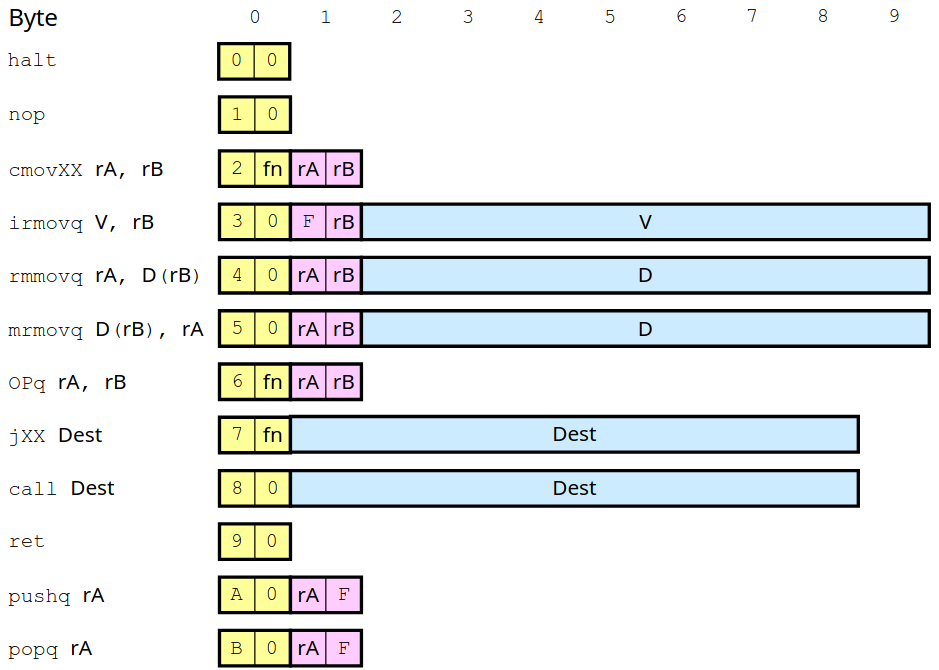 Byte 0 1 2 3 4 5 6 7 8 9
halt 0 0
nop 1 0
cmovXX rA, rB 2 fn rA rB
irmovq V, rB 3 0 F rB V
rmmovq rA, D(rB) 4 0 rA rB D
mrmovq D(rB), rA 5 0 rA rB D
OPq rA, rB 6 fn rA rB
jXX Dest 7 fn Dest
call Dest 8 0 Dest
ret 9 0
pushq rA A 0 rA F
popq rA B 0 rA F